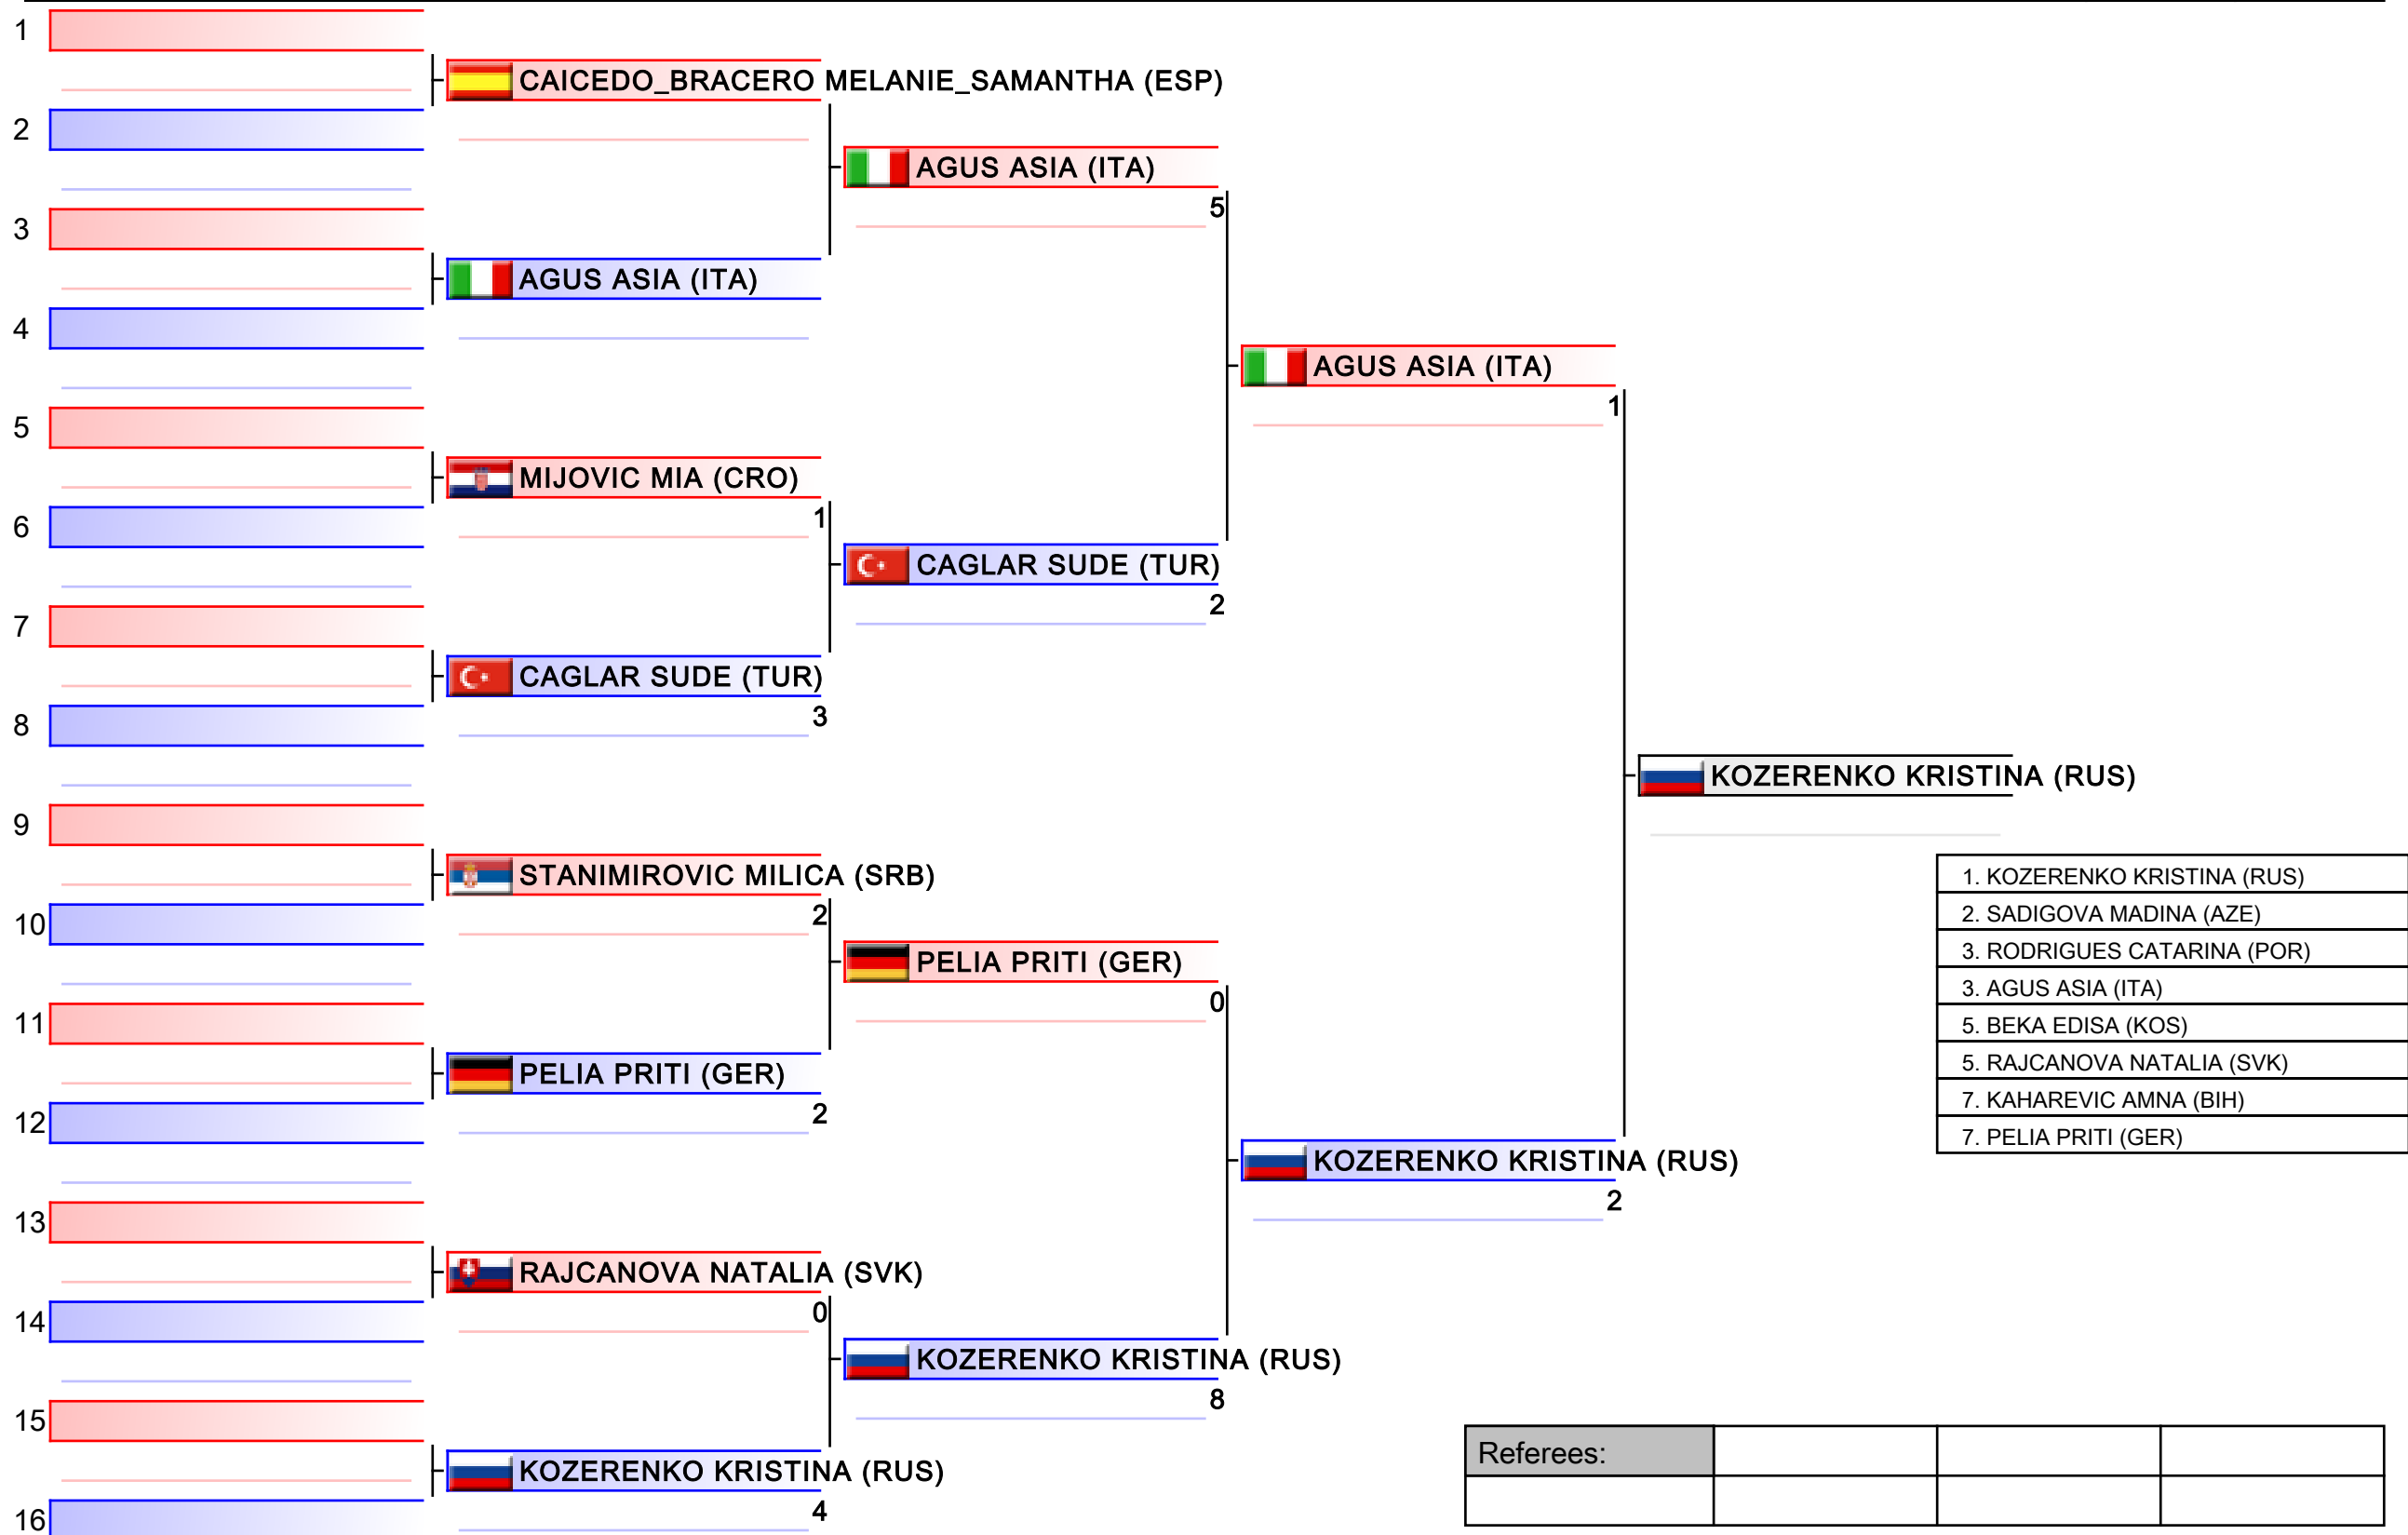 1
CAICEDO_BRACERO MELANIE_SAMANTHA (ESP)
2
AGUS ASIA (ITA)
5
3
AGUS ASIA (ITA)
4
AGUS ASIA (ITA)
1
5
MIJOVIC MIA (CRO)
1
6
CAGLAR SUDE (TUR)
2
7
CAGLAR SUDE (TUR)
3
8
KOZERENKO KRISTINA (RUS)
9
STANIMIROVIC MILICA (SRB)
2
10
PELIA PRITI (GER)
0
11
PELIA PRITI (GER)
2
12
KOZERENKO KRISTINA (RUS)
2
13
RAJCANOVA NATALIA (SVK)
0
14
KOZERENKO KRISTINA (RUS)
8
15
KOZERENKO KRISTINA (RUS)
4
16
1. KOZERENKO KRISTINA (RUS)
2. SADIGOVA MADINA (AZE)
3. RODRIGUES CATARINA (POR)
3. AGUS ASIA (ITA)
5. BEKA EDISA (KOS)
5. RAJCANOVA NATALIA (SVK)
7. KAHAREVIC AMNA (BIH)
7. PELIA PRITI (GER)
Referees: